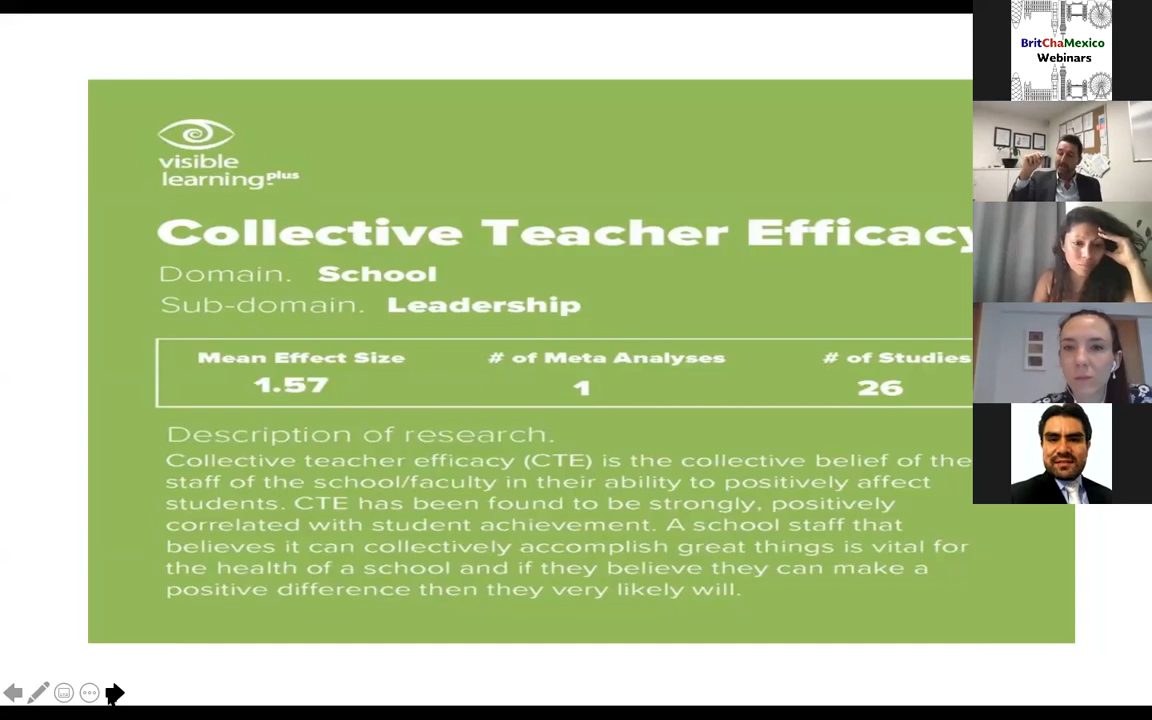 BritChaMexico
Webinars
visible
learning.plus
Collective Teacher Efficacy
Domain. School
Sub-domain. Leadership
Mean Effect Size # of Meta Analyses # of Studies
1.57 1 26
Description of research.
Collective teacher efficacy (CTE) is the collective belief of the
staff of the school/faculty in their ability to positively affect
students. CTE has been found to be strongly, positively
correlated with student achievement. A school staff that
believes it can collectively accomplish great things is vital for
the health of a school and if they believe they can make a
positive difference then they very likely will.